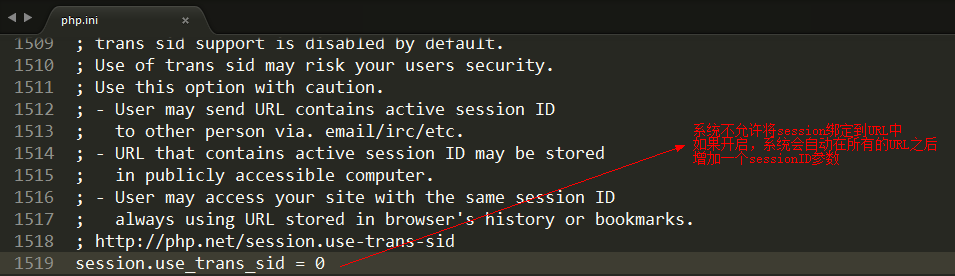 php.ini
1509 ; trans sid support is disabled by default.
1510 ; Use of trans sid may risk your users security.
1511 ; Use this option with caution.
1512 ; - User may send URL contains active session ID
1513 ;   to other person via. email/irc/etc.
1514 ; - URL that contains active session ID may be stored
1515 ;   in publicly accessible computer.
1516 ; - User may access your site with the same session ID
1517 ;   always using URL stored in browser's history or bookmarks.
1518 ; http://php.net/session.use-trans-sid
1519 session.use_trans_sid = 0
系统不允许将session绑定到URL中
如果开启,系统会自动在所有的URL之后
增加一个sessionID参数